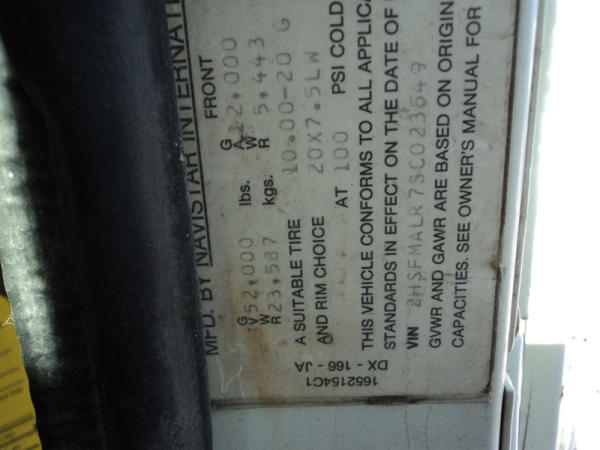 MFD. BY NAVISTAR INTERNATI
FRONT
GVWR 52,000 lbs. GAWR 12,000
23,587 kgs. 5,443
A SUITABLE TIRE 10.00-20 G
AND RIM CHOICE 20X7.5LW
AT 100 PSI COLD
THIS VEHICLE CONFORMS TO ALL APPLICA
STANDARDS IN EFFECT ON THE DATE OF
VIN 2HSFMALR7SC023649
GVWR AND GAWR ARE BASED ON ORIGIN
CAPACITIES. SEE OWNER'S MANUAL FOR
1652154C1
DX - 166 - JA